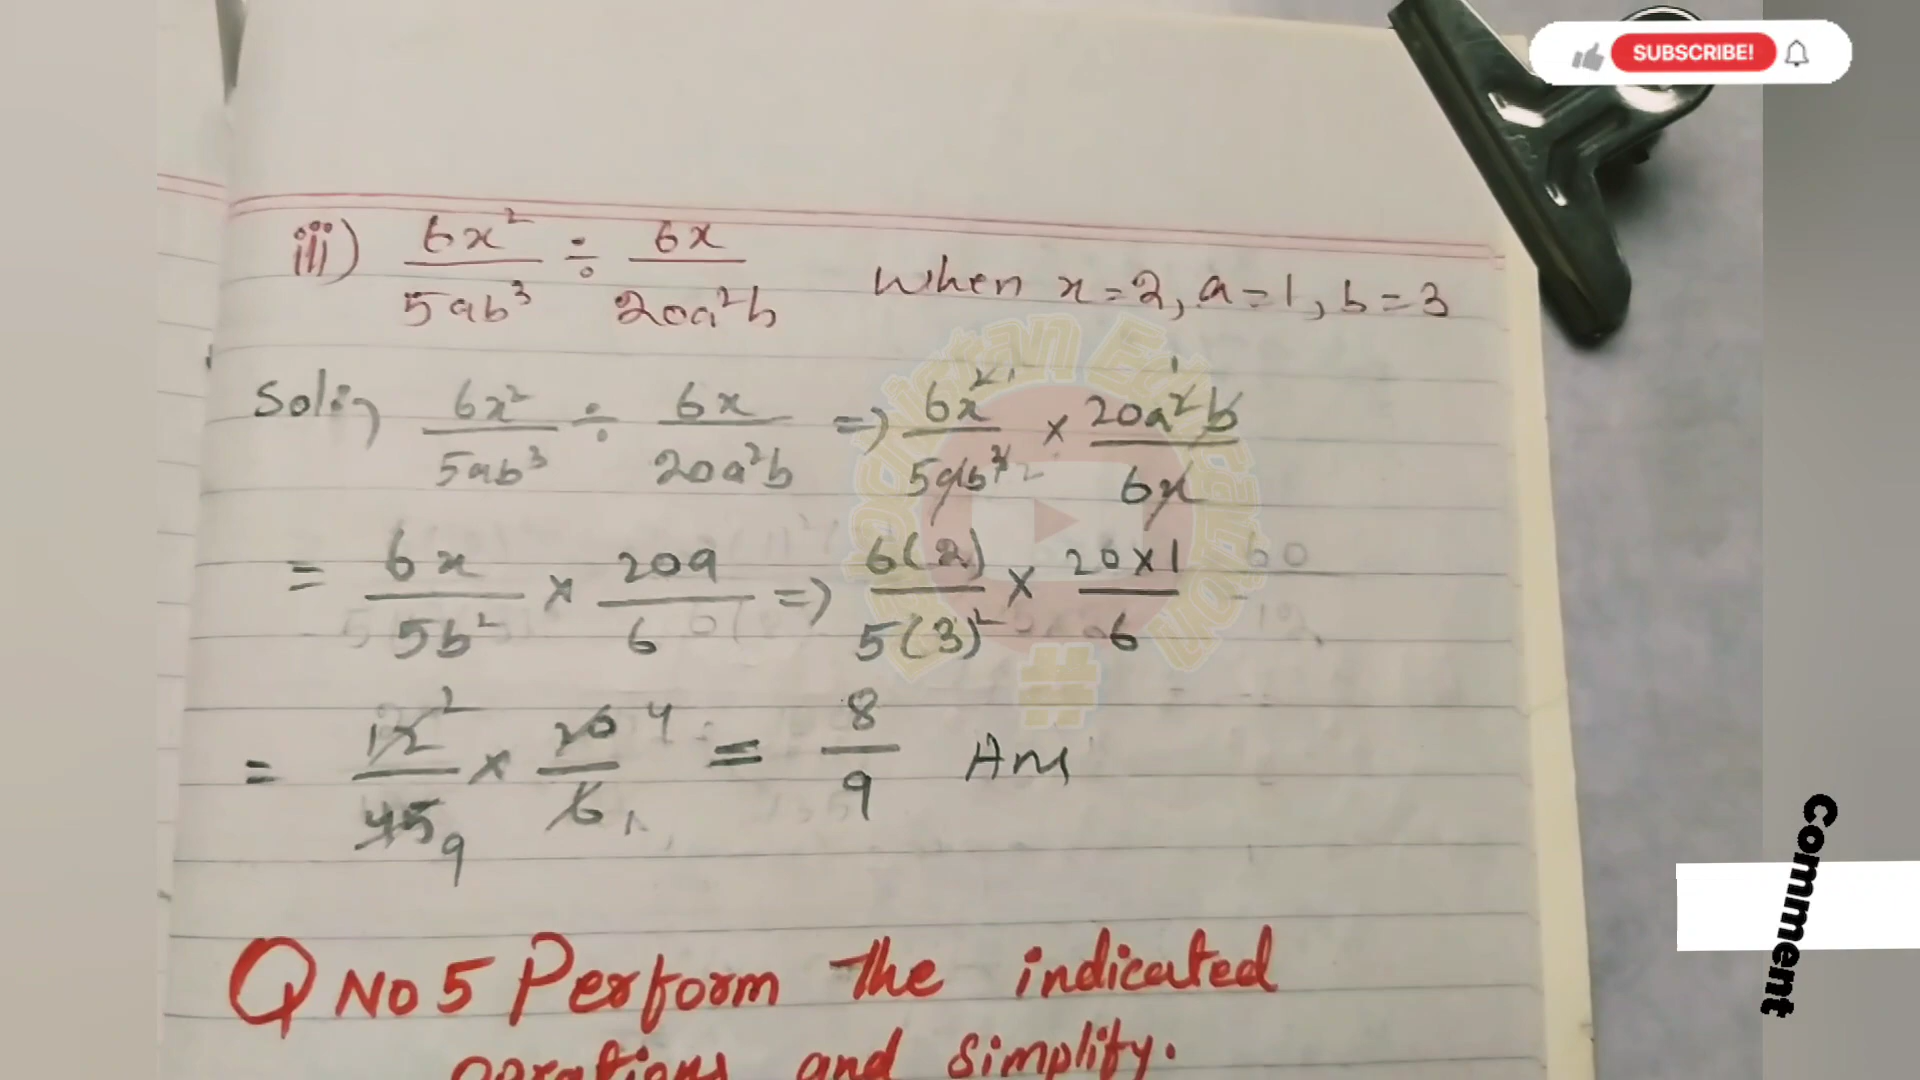 SUBSCRIBE!
iii) 6x²/5ab³ ÷ 6x/20a²b When x=2, a=1, b=3
Sol:- 6x²/5ab³ ÷ 6x/20a²b => 6x²/5ab³ × 20a²b/6x
= 6x/5b² × 20a/6 => 6(2)/5(3)² × 20×1/6
= 12/45 × 20/6 = 8/9 Ans
Q No 5 Perform the indicated
oprations and simplify.
Comment